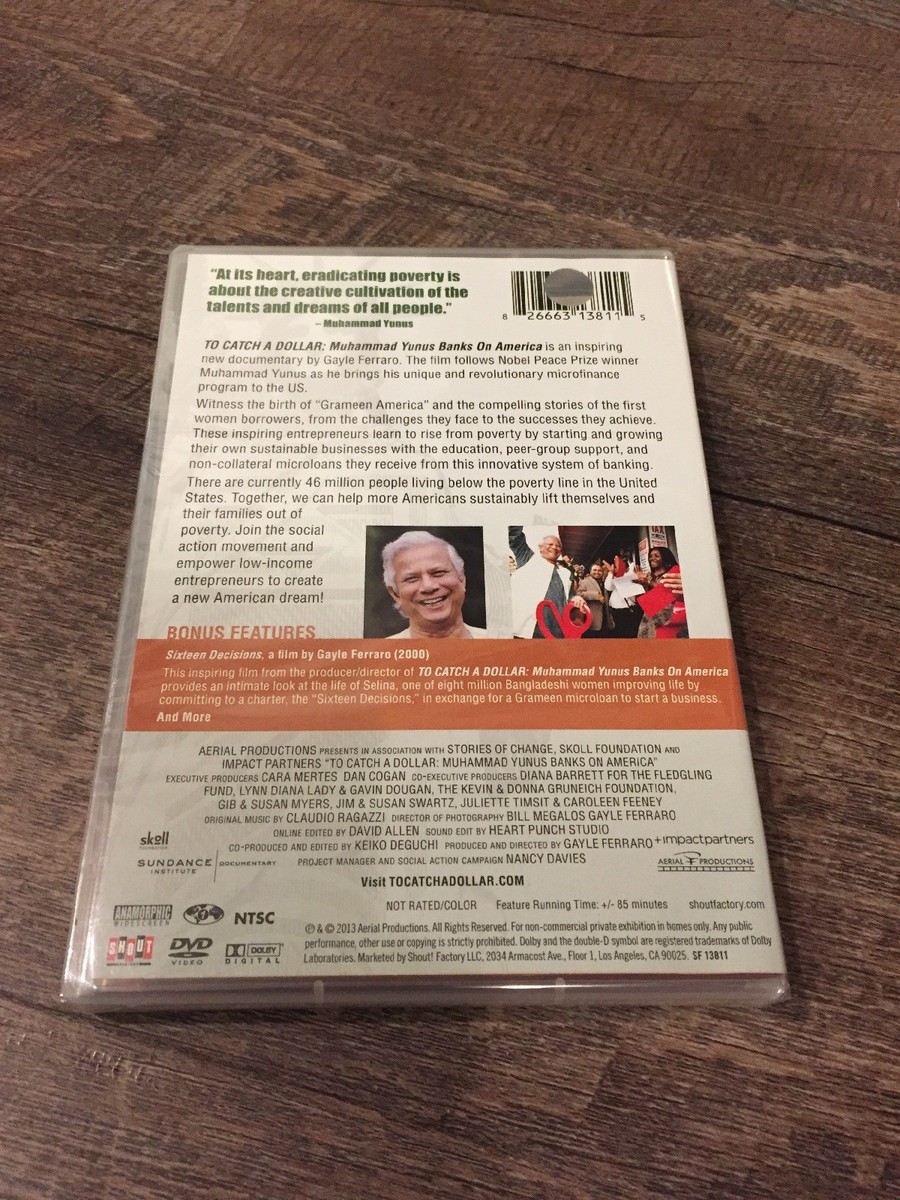 "At its heart, eradicating poverty is
about the creative cultivation of the
talents and dreams of all people."
– Muhammad Yunus
8 26663 13811 5
TO CATCH A DOLLAR: Muhammad Yunus Banks On America is an inspiring
new documentary by Gayle Ferraro. The film follows Nobel Peace Prize winner
Muhammad Yunus as he brings his unique and revolutionary microfinance
program to the US.
Witness the birth of "Grameen America" and the compelling stories of the first
women borrowers, from the challenges they face to the successes they achieve.
These inspiring entrepreneurs learn to rise from poverty by starting and growing
their own sustainable businesses with the education, peer-group support, and
non-collateral microloans they receive from this innovative system of banking.
There are currently 46 million people living below the poverty line in the United
States. Together, we can help more Americans sustainably lift themselves and
their families out of
poverty. Join the social
action movement and
empower low-income
entrepreneurs to create
a new American dream!
BONUS FEATURES
Sixteen Decisions, a film by Gayle Ferraro (2000)
This inspiring film from the producer/director of TO CATCH A DOLLAR: Muhammad Yunus Banks On America
provides an intimate look at the life of Selina, one of eight million Bangladeshi women improving life by
committing to a charter, the "Sixteen Decisions," in exchange for a Grameen microloan to start a business.
And More
AERIAL PRODUCTIONS PRESENTS IN ASSOCIATION WITH STORIES OF CHANGE, SKOLL FOUNDATION AND
IMPACT PARTNERS "TO CATCH A DOLLAR: MUHAMMAD YUNUS BANKS ON AMERICA"
EXECUTIVE PRODUCERS CARA MERTES DAN COGAN CO-EXECUTIVE PRODUCERS DIANA BARRETT FOR THE FLEDGLING
FUND, LYNN DIANA LADY & GAVIN DOUGAN, THE KEVIN & DONNA GRUNEICH FOUNDATION,
GIB & SUSAN MYERS, JIM & SUSAN SWARTZ, JULIETTE TIMSIT & CAROLEEN FEENEY
ORIGINAL MUSIC BY CLAUDIO RAGAZZI DIRECTOR OF PHOTOGRAPHY BILL MEGALOS GAYLE FERRARO
ONLINE EDITED BY DAVID ALLEN SOUND EDIT BY HEART PUNCH STUDIO
CO-PRODUCED AND EDITED BY KEIKO DEGUCHI PRODUCED AND DIRECTED BY GAYLE FERRARO
PROJECT MANAGER AND SOCIAL ACTION CAMPAIGN NANCY DAVIES
skoll
FOUNDATION
SUNDANCE
INSTITUTE
DOCUMENTARY
+impactpartners
AERIAL PRODUCTIONS
Visit TOCATCHADOLLAR.COM
NOT RATED/COLOR Feature Running Time: +/- 85 minutes shoutfactory.com
ANAMORPHIC
WIDESCREEN
NTSC
SHOUT
DVD
VIDEO
DOLBY
DIGITAL
℗ & © 2013 Aerial Productions. All Rights Reserved. For non-commercial private exhibition in homes only. Any public
performance, other use or copying is strictly prohibited. Dolby and the double-D symbol are registered trademarks of Dolby
Laboratories. Marketed by Shout! Factory LLC, 2034 Armacost Ave., Floor 1, Los Angeles, CA 90025. SF 13811